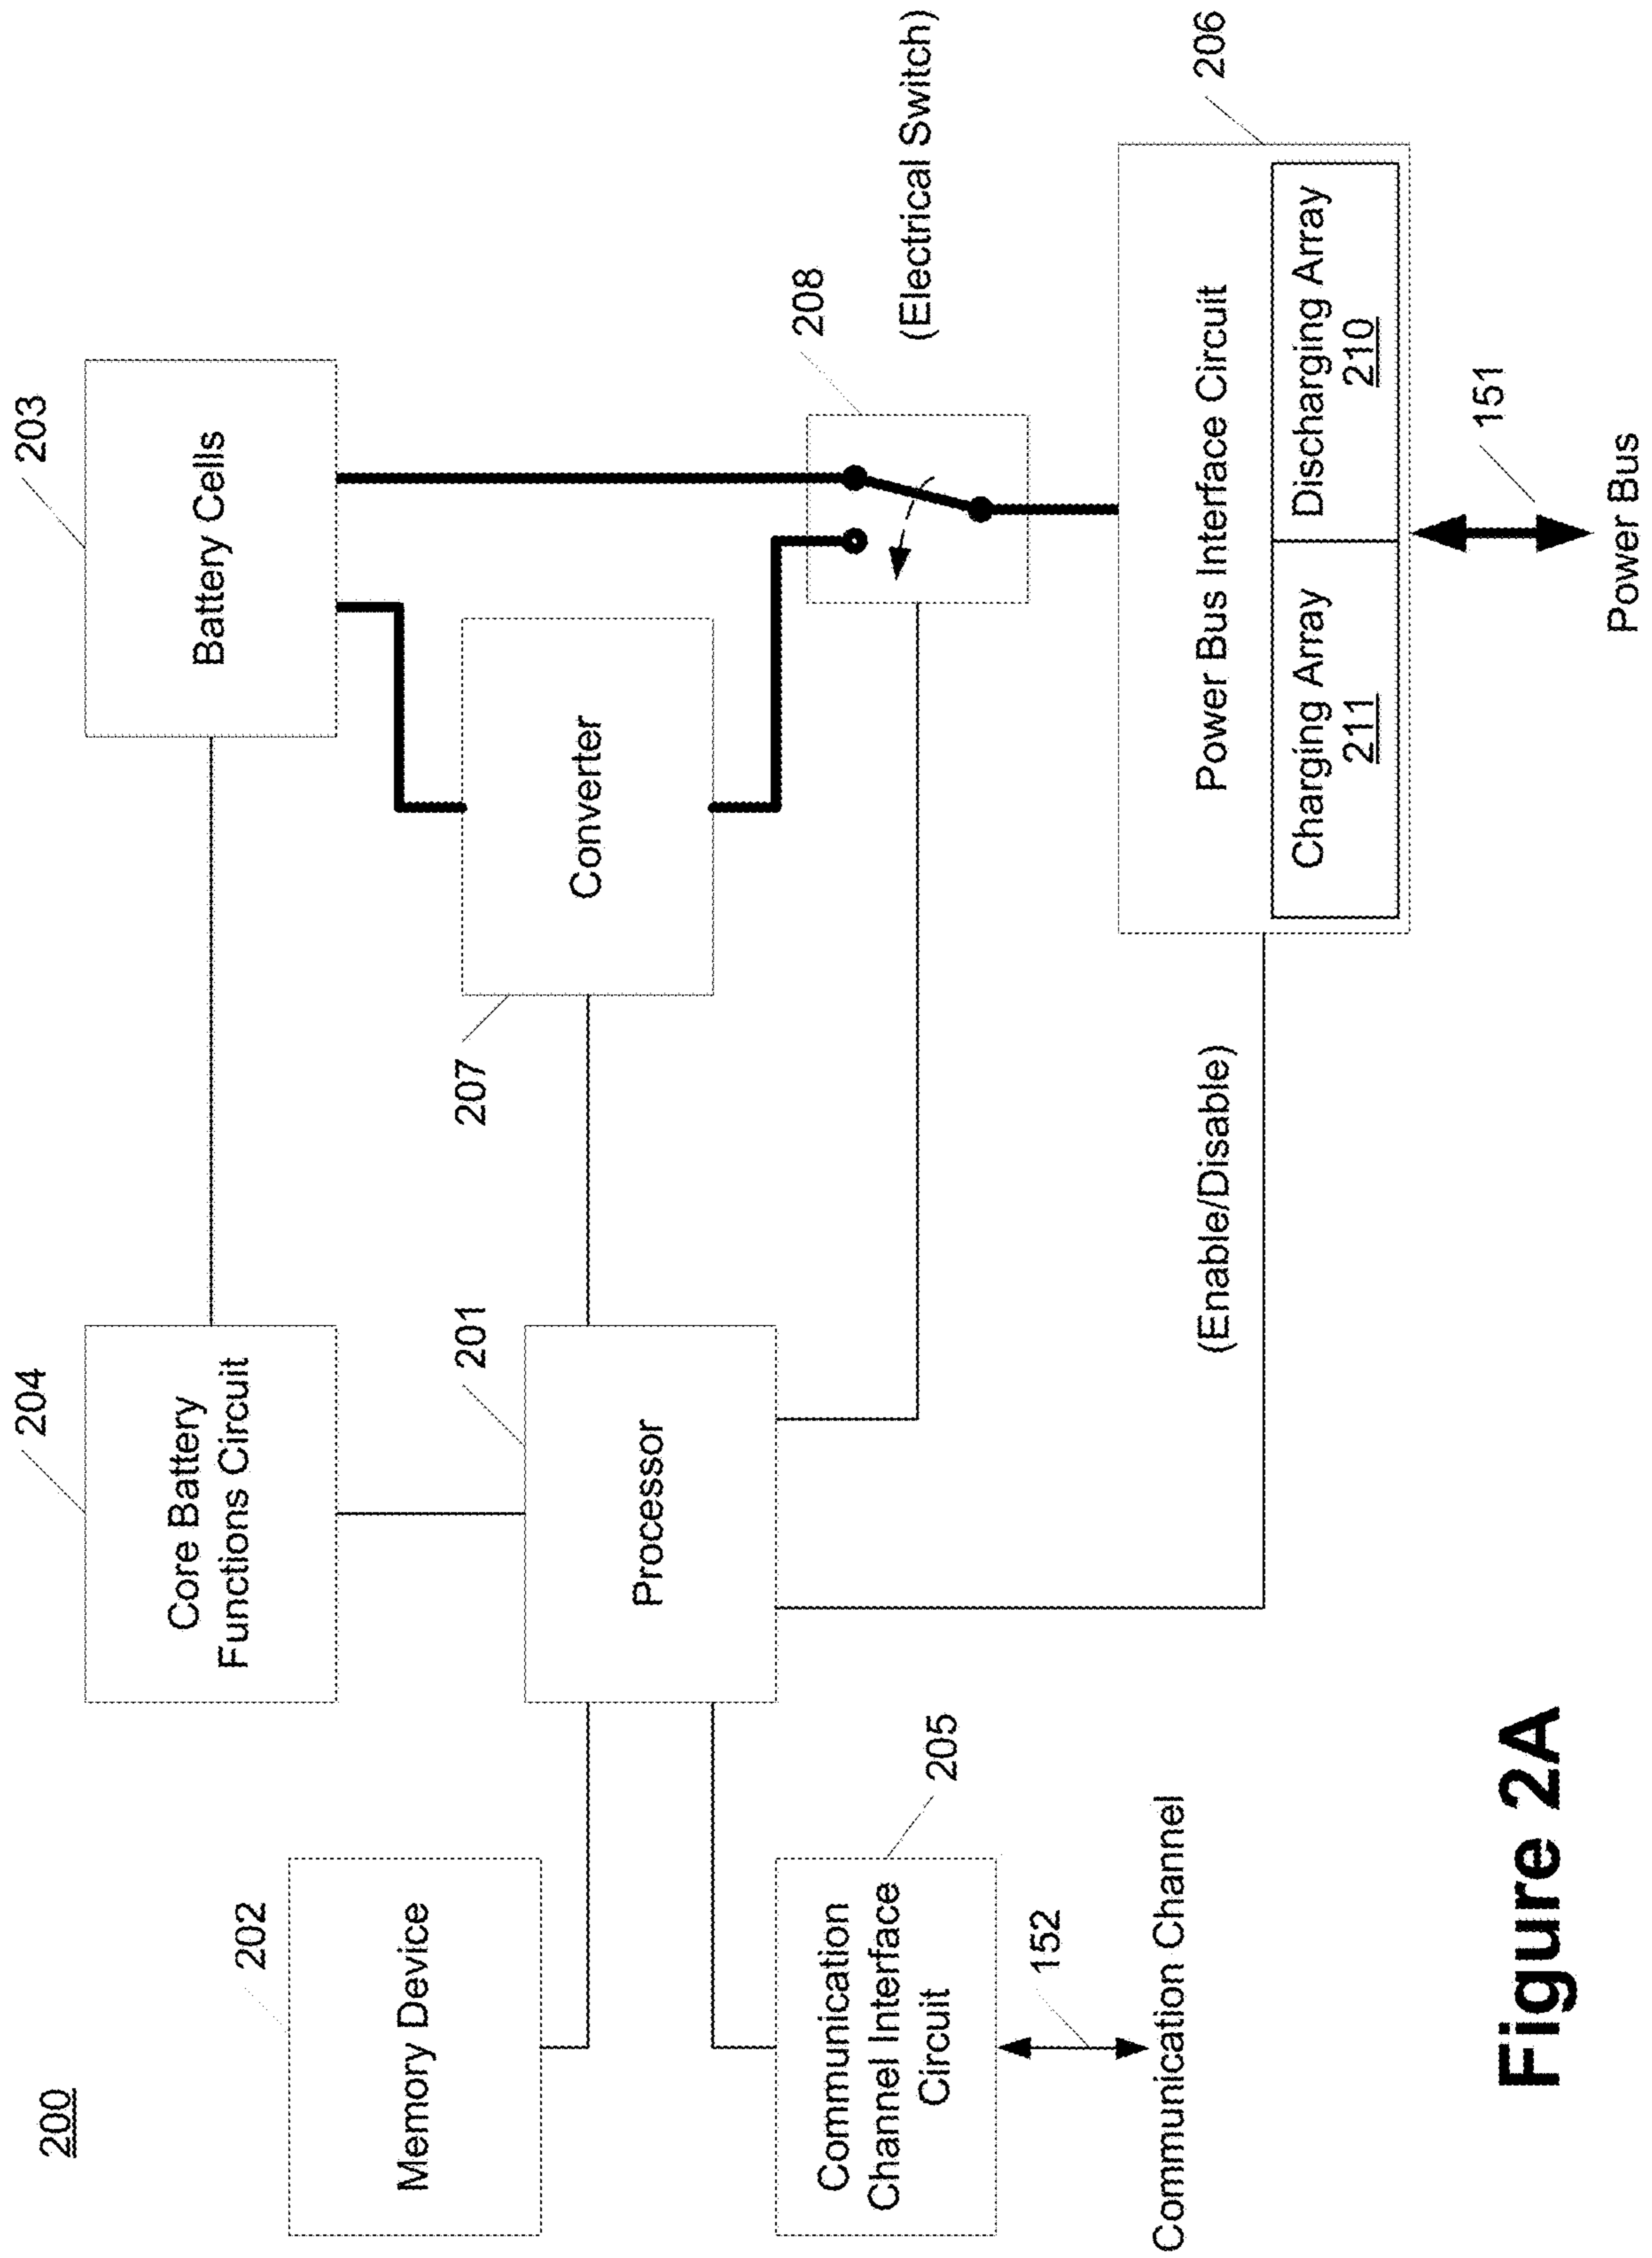 200
204
Core Battery
Functions Circuit
203
Battery Cells
202
Memory Device
201
Processor
207
Converter
208
(Electrical Switch)
205
Communication
Channel Interface
Circuit
152
Communication Channel
(Enable/Disable)
206
Power Bus Interface Circuit
Charging Array
211
Discharging Array
210
151
Power Bus
Figure 2A